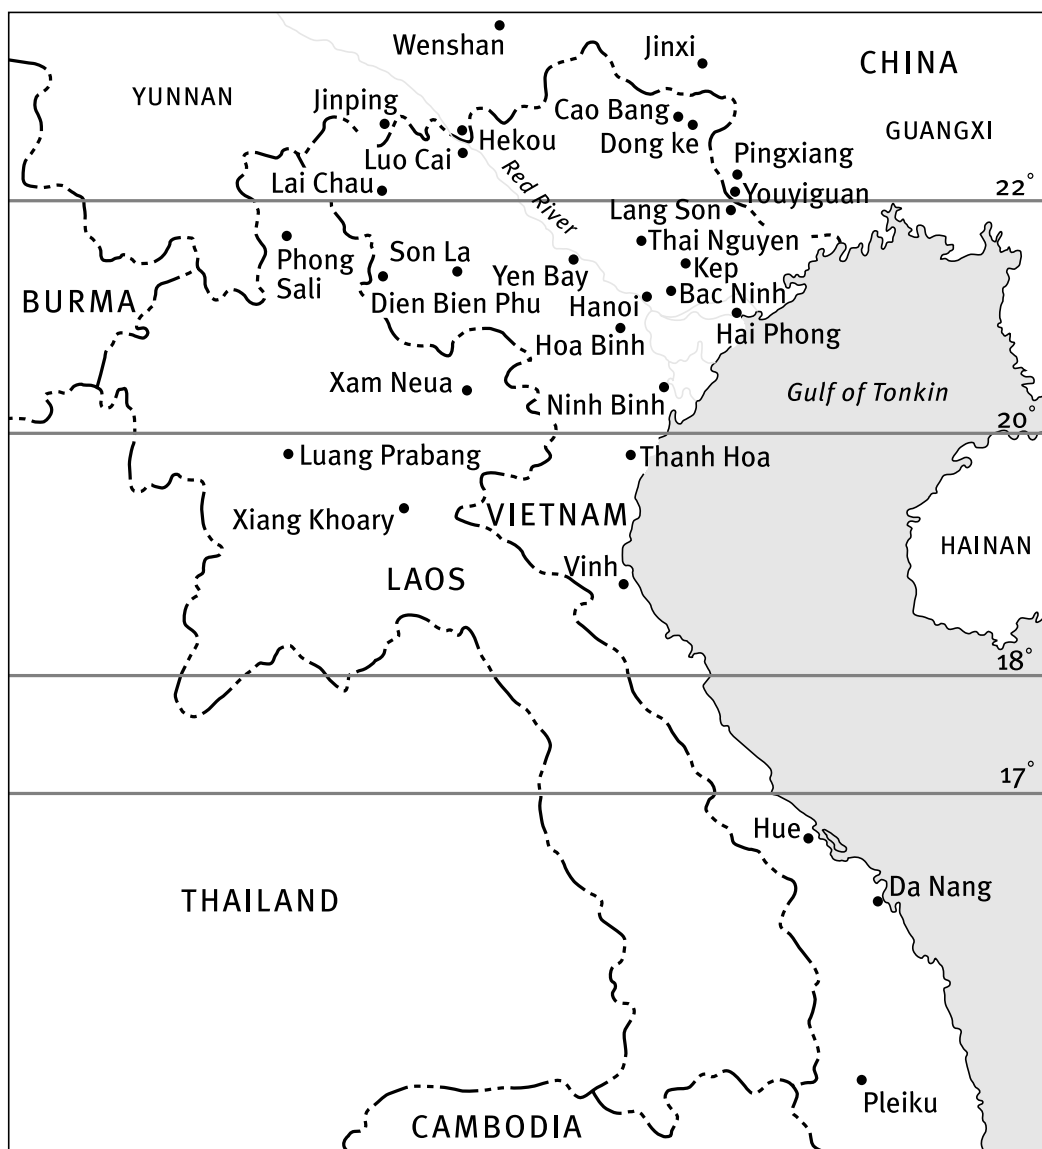 Wenshan
Jinxi
CHINA
YUNNAN
Jinping
Hekou
Cao Bang
Dong ke
GUANGXI
Luo Cai
Pingxiang
Lai Chau
Youyiguan
22°
Red River
Lang Son
Phong
Sali
Son La
Thai Nguyen
Yen Bay
Kep
BURMA
Dien Bien Phu
Hanoi
Bac Ninh
Hoa Binh
Hai Phong
Xam Neua
Ninh Binh
Gulf of Tonkin
20°
Luang Prabang
Thanh Hoa
Xiang Khoary
VIETNAM
HAINAN
LAOS
Vinh
18°
17°
Hue
THAILAND
Da Nang
Pleiku
CAMBODIA